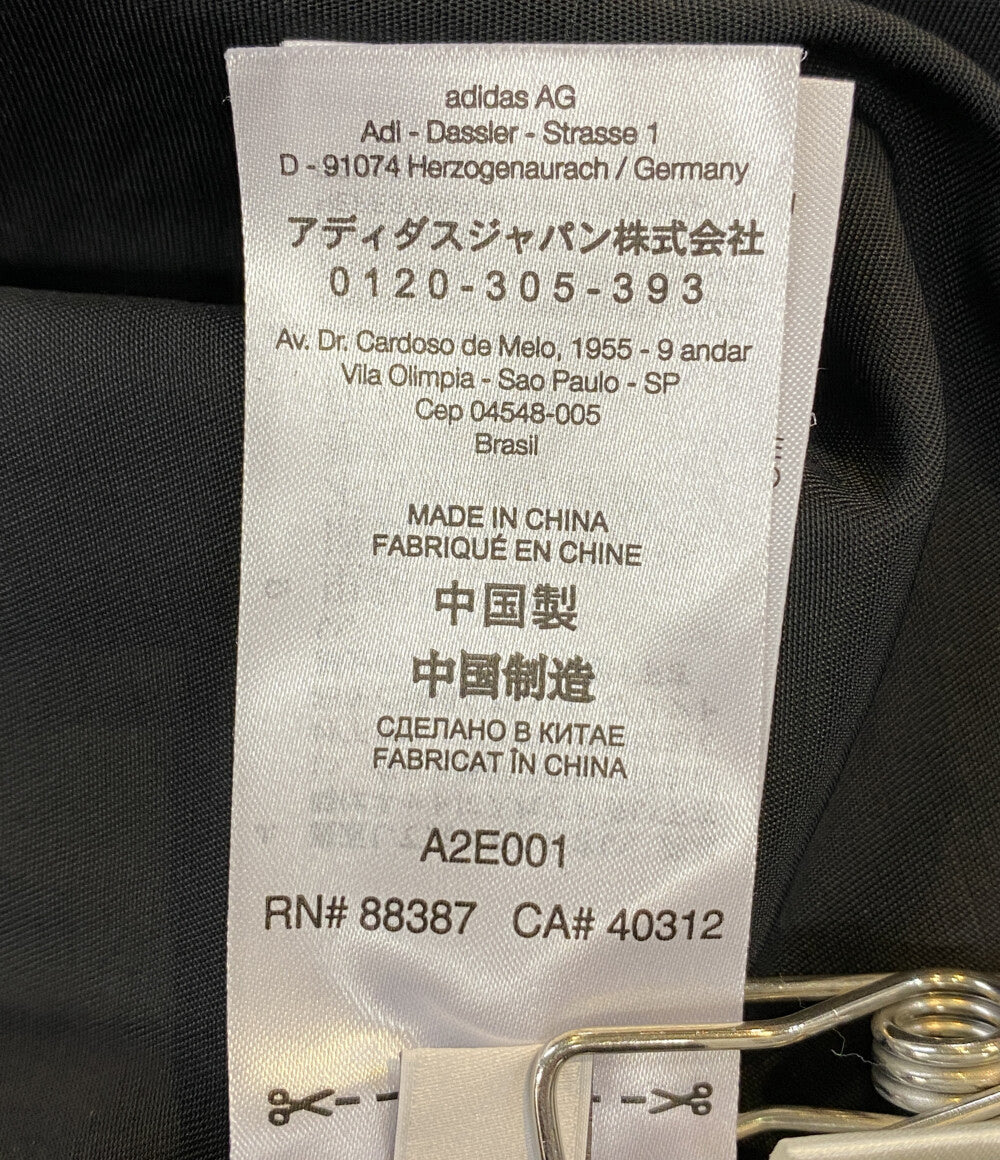 adidas AG
Adi - Dassler - Strasse 1
D - 91074 Herzogenaurach / Germany
アディダスジャパン株式会社
0120-305-393
Av. Dr. Cardoso de Melo, 1955 - 9 andar
Vila Olimpia - Sao Paulo - SP
Cep 04548-005
Brasil
MADE IN CHINA
FABRIQUÉ EN CHINE
中国製
中国制造
СДЕЛАНО В КИТАЕ
FABRICAT ÎN CHINA
A2E001
RN# 88387 CA# 40312